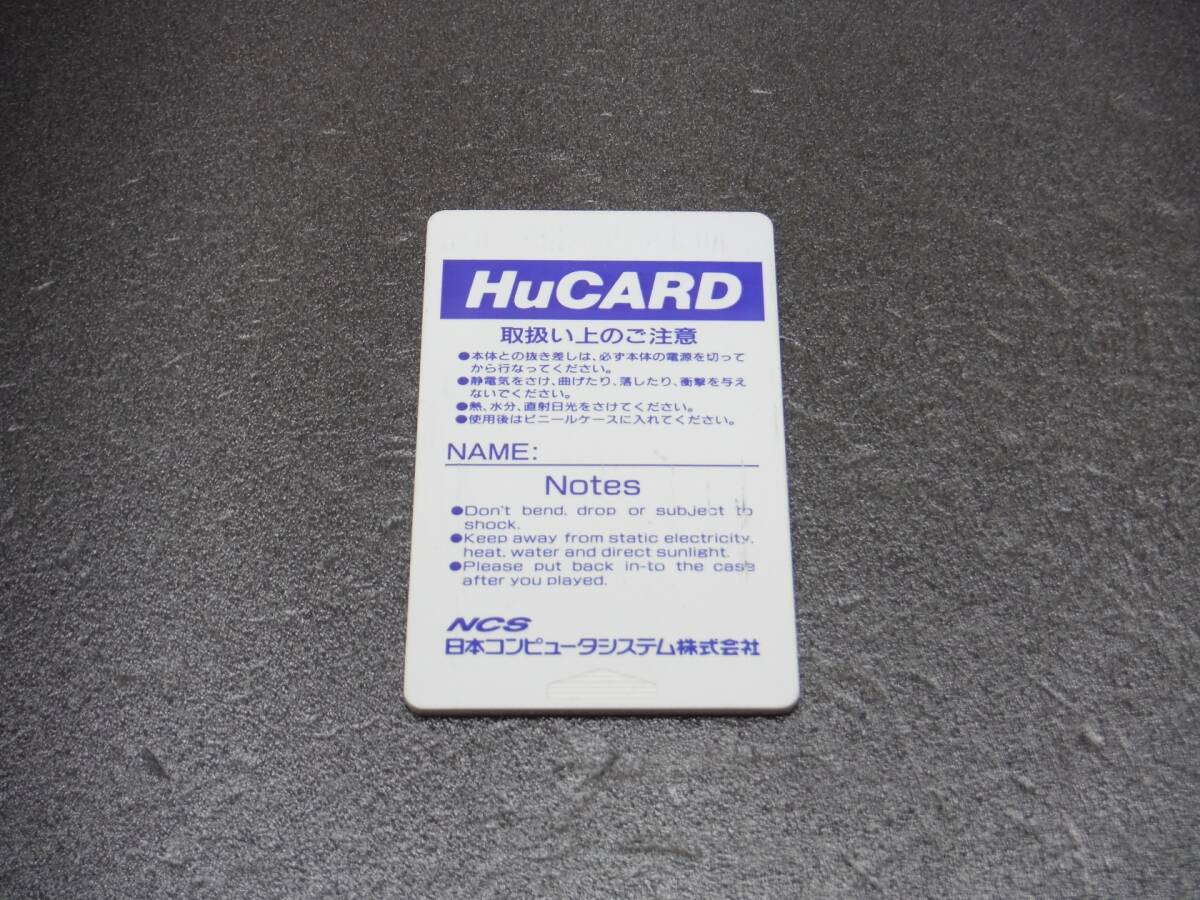 HuCARD
取扱い上のご注意
●本体との抜き差しは、必ず本体の電源を切って
から行なってください。
●静電気をさけ、曲げたり、落したり、衝撃を与え
ないでください。
●熱、水分、直射日光をさけてください。
●使用後はビニールケースに入れてください。
NAME:
Notes
●Don't bend, drop or subject to
shock.
●Keep away from static electricity,
heat, water and direct sunlight.
●Please put back in-to the case
after you played.
NCS
日本コンピュータシステム株式会社